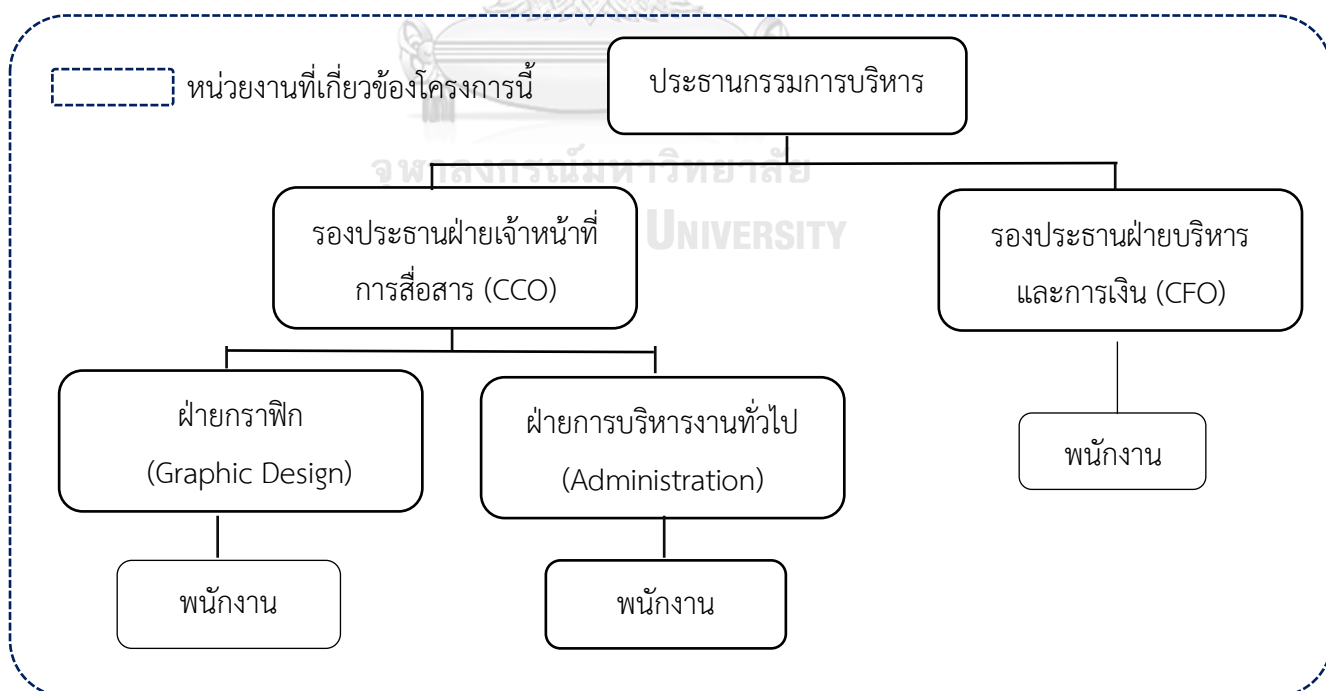 หน่วยงานที่เกี่ยวข้องโครงการนี้
ประธานกรรมการบริหาร
จุฬาลงกรณ์มหาวิทยาลัย
UNIVERSITY
รองประธานฝ่ายเจ้าหน้าที่
การสื่อสาร (CCO)
รองประธานฝ่ายบริหาร
และการเงิน (CFO)
ฝ่ายกราฟิก
(Graphic Design)
ฝ่ายการบริหารงานทั่วไป
(Administration)
พนักงาน
พนักงาน
พนักงาน